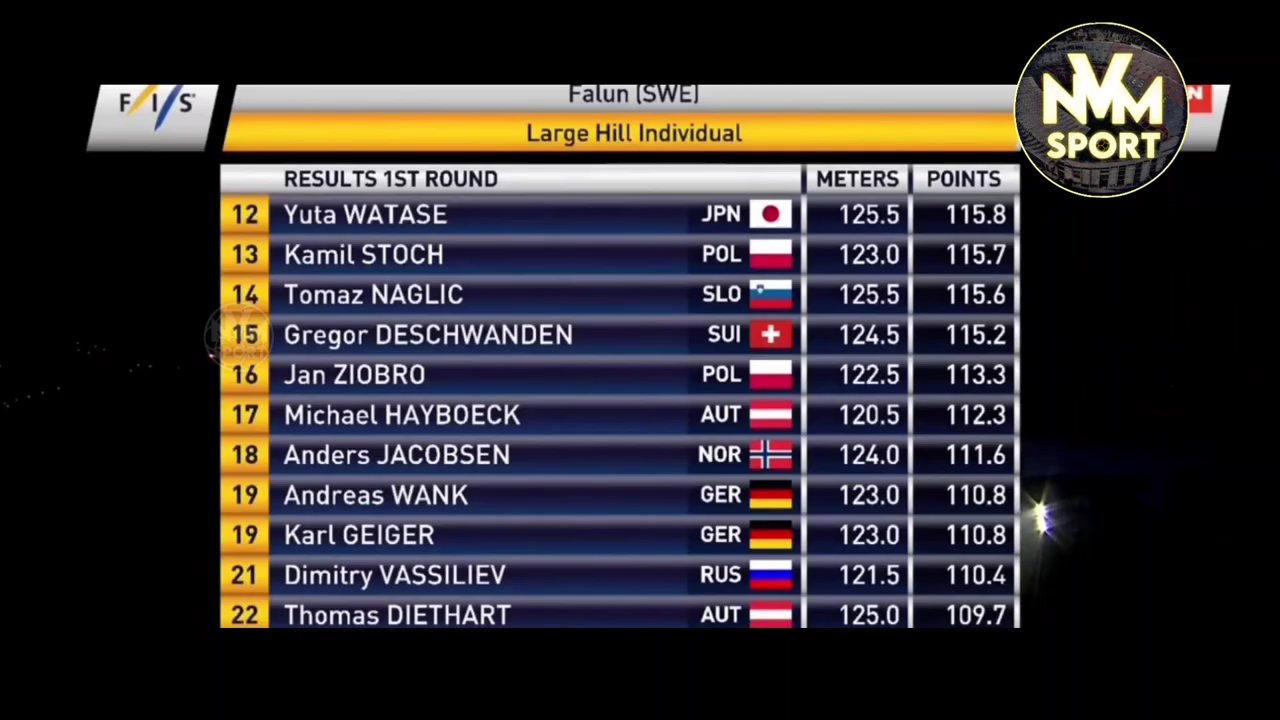 FIS
Falun (SWE)
N
NVM
SPORT
Large Hill Individual
RESULTS 1ST ROUND METERS POINTS
12 Yuta WATASE JPN 125.5 115.8
13 Kamil STOCH POL 123.0 115.7
14 Tomaz NAGLIC SLO 125.5 115.6
15 Gregor DESCHWANDEN SUI 124.5 115.2
16 Jan ZIOBRO POL 122.5 113.3
17 Michael HAYBOECK AUT 120.5 112.3
18 Anders JACOBSEN NOR 124.0 111.6
19 Andreas WANK GER 123.0 110.8
19 Karl GEIGER GER 123.0 110.8
21 Dimitry VASSILIEV RUS 121.5 110.4
22 Thomas DIETHART AUT 125.0 109.7
NVM
SPORT